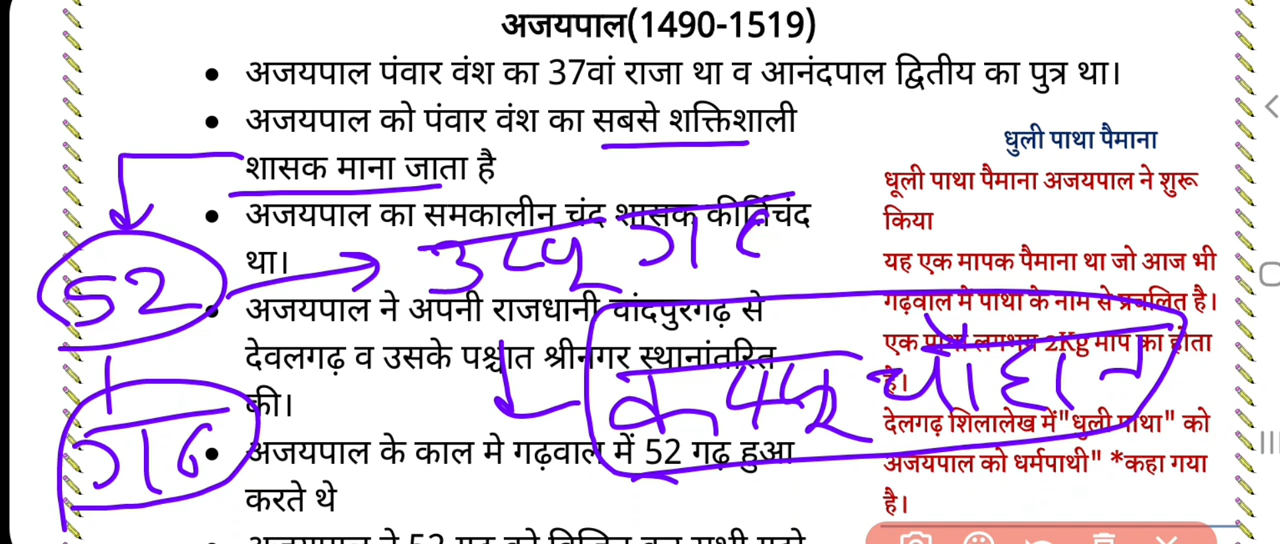 अजयपाल(1490-1519)
• अजयपाल पंवार वंश का 37वां राजा था व आनंदपाल द्वितीय का पुत्र था।
• अजयपाल को पंवार वंश का सबसे शक्तिशाली
शासक माना जाता है
• अजयपाल का समकालीन चंद शासक कीर्तिचंद
था।
• अजयपाल ने अपनी राजधानी चांदपुरगढ़ से
देवलगढ़ व उसके पश्चात श्रीनगर स्थानांतरित
की।
• अजयपाल के काल मे गढ़वाल में 52 गढ़ हुआ
करते थे
52
गढ
उप्पू गढ
कफ्फू चौहान
धुली पाथा पैमाना
धूली पाथा पैमाना अजयपाल ने शुरू
किया
यह एक मापक पैमाना था जो आज भी
गढ़वाल मे पाथा के नाम से प्रचलित है।
एक पाथा लगभग 2Kg माप का होता
है।
देलगढ़ शिलालेख में"धुली पाथा" को
अजयपाल को धर्मपाथी" *कहा गया
है।